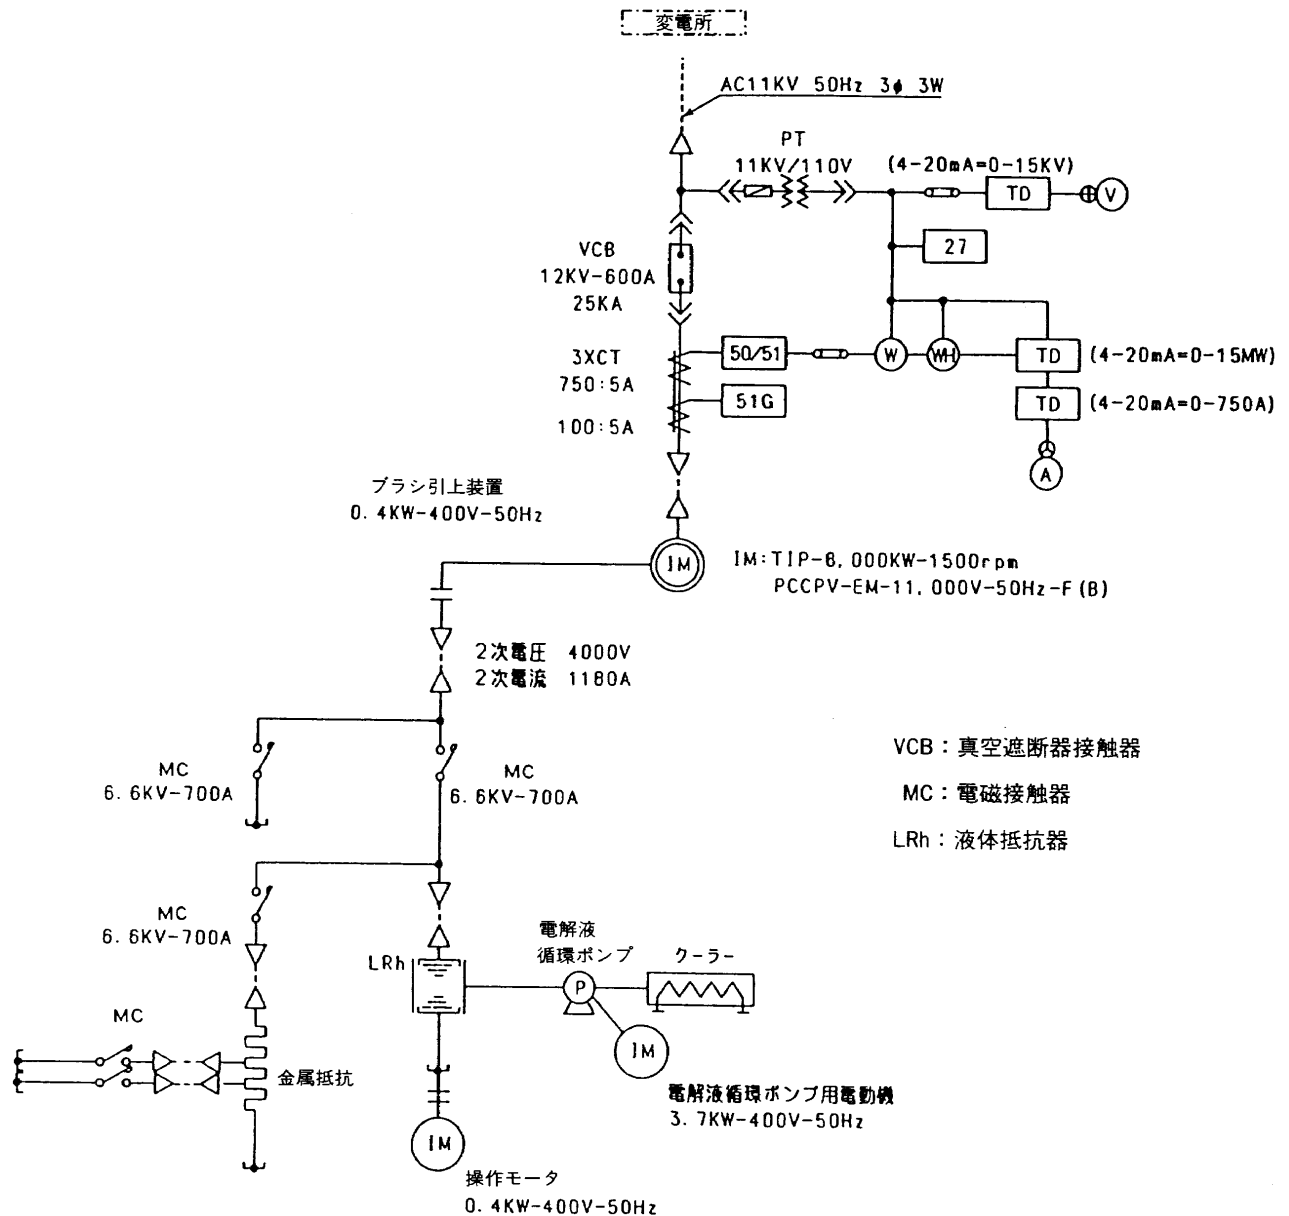 変電所
AC11KV 50Hz 3φ 3W
PT
11KV/110V
(4-20mA=0-15KV)
TD
V
27
VCB
12KV-600A
25KA
3XCT
750:5A
50/51
W
WH
TD
(4-20mA=0-15MW)
51G
TD
(4-20mA=0-750A)
100:5A
A
ブラシ引上装置
0.4KW-400V-50Hz
IM
IM:TIP-6,000KW-1500rpm
PCCPV-EM-11,000V-50Hz-F(B)
2次電圧 4000V
2次電流 1180A
MC
6.6KV-700A
MC
6.6KV-700A
VCB:真空遮断器接触器
MC:電磁接触器
LRh:液体抵抗器
MC
6.6KV-700A
電解液
循環ポンプ
クーラー
LRh
P
MC
IM
金属抵抗
電解液循環ポンプ用電動機
3.7KW-400V-50Hz
IM
操作モータ
0.4KW-400V-50Hz